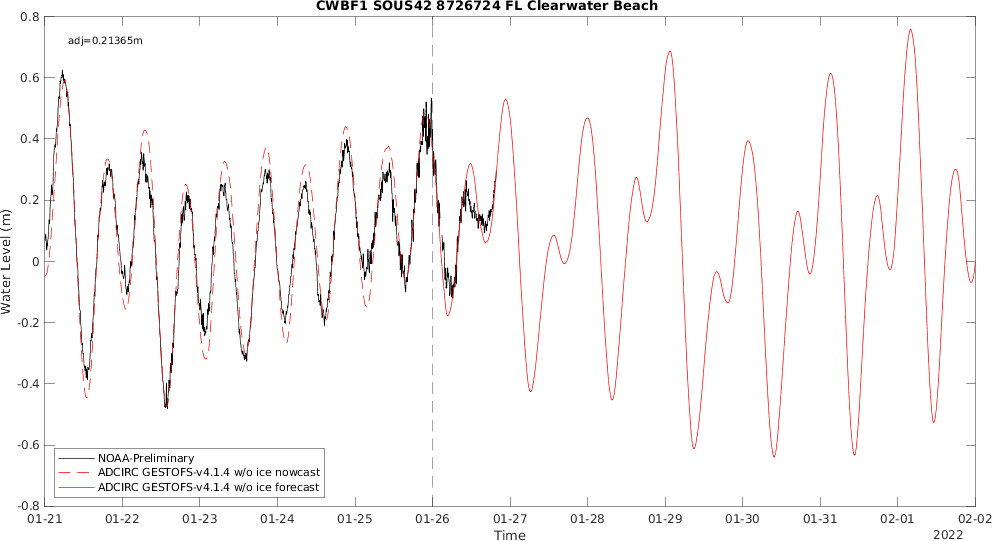 CWBF1 SOUS42 8726724 FL Clearwater Beach
adj=0.21365m
0.8
0.6
0.4
0.2
0
-0.2
-0.4
-0.6
-0.8
Water Level (m)
NOAA-Preliminary
ADCIRC GESTOFS-v4.1.4 w/o ice nowcast
ADCIRC GESTOFS-v4.1.4 w/o ice forecast
01-21 01-22 01-23 01-24 01-25 01-26 01-27 01-28 01-29 01-30 01-31 02-01 02-02
Time
2022